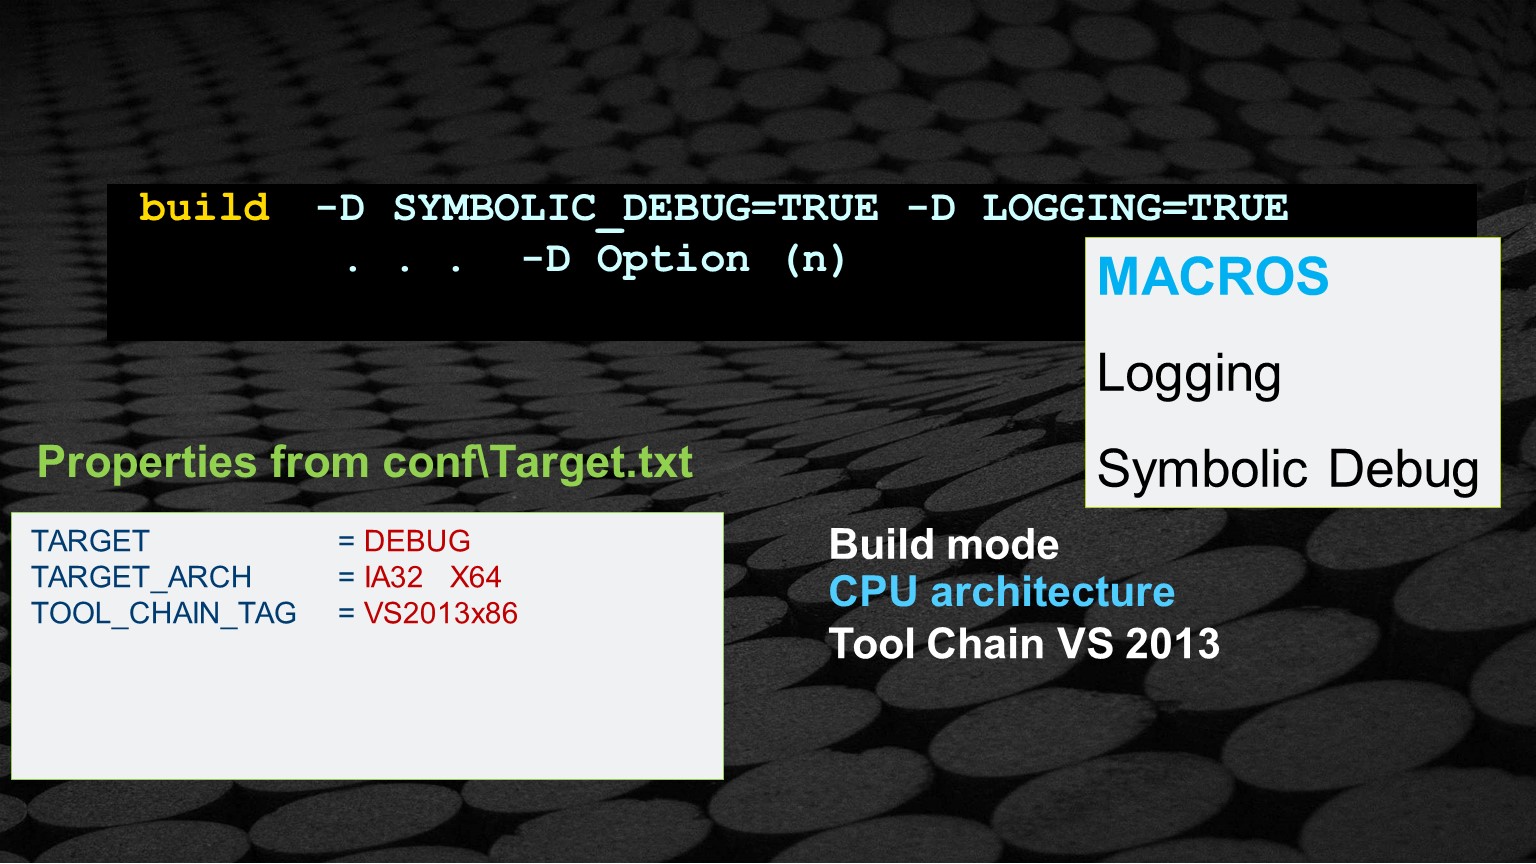 build -D SYMBOLIC_DEBUG=TRUE -D LOGGING=TRUE
. . . -D Option (n)
MACROS
Logging
Symbolic Debug
Properties from conf\Target.txt
TARGET = DEBUG
TARGET_ARCH = IA32 X64
TOOL_CHAIN_TAG = VS2013x86
Build mode
CPU architecture
Tool Chain VS 2013